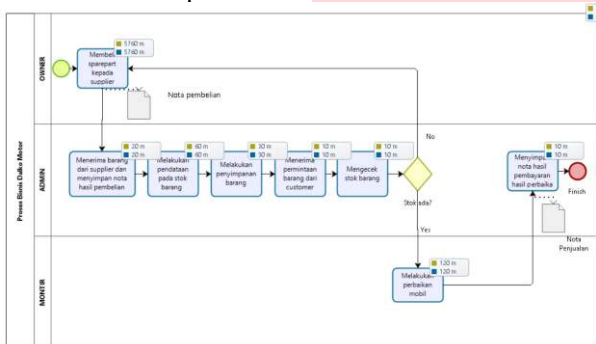 Proses Bisnis Daiko Motor
OWNER
ADMIN
MONTIR
Membeli
sparepart
kepada
supplier
5760 m
5760 m
Nota pembelian
Menerima barang
dari supplier dan
menyimpan nota
hasil pembelian
20 m
20 m
Melakukan
pendataan
pada stok
barang
60 m
60 m
Melakukan
penyimpanan
barang
30 m
30 m
Menerima
permintaan
barang dari
customer
10 m
10 m
Mengecek
stok barang
10 m
10 m
No
Stok ada?
Yes
Melakukan
perbaikan
mobil
120 m
120 m
Menyimpan
nota hasil
pembayaran
hasil perbaika
10 m
10 m
Finish
Nota
Penjualan